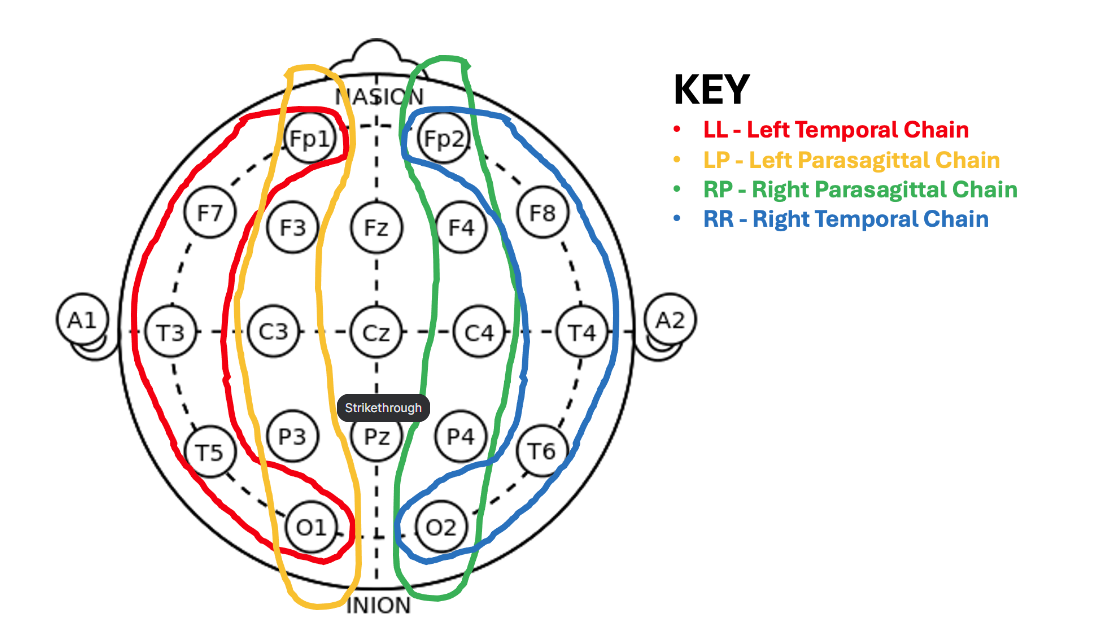 NASION
KEY
LL - Left Temporal Chain
LP - Left Parasagittal Chain
RP - Right Parasagittal Chain
RR - Right Temporal Chain
Fp1 Fp2
F7 F3 Fz F4 F8
A1 T3 C3 Cz C4 T4 A2
Strikethrough
T5 P3 Pz P4 T6
O1 O2
INION